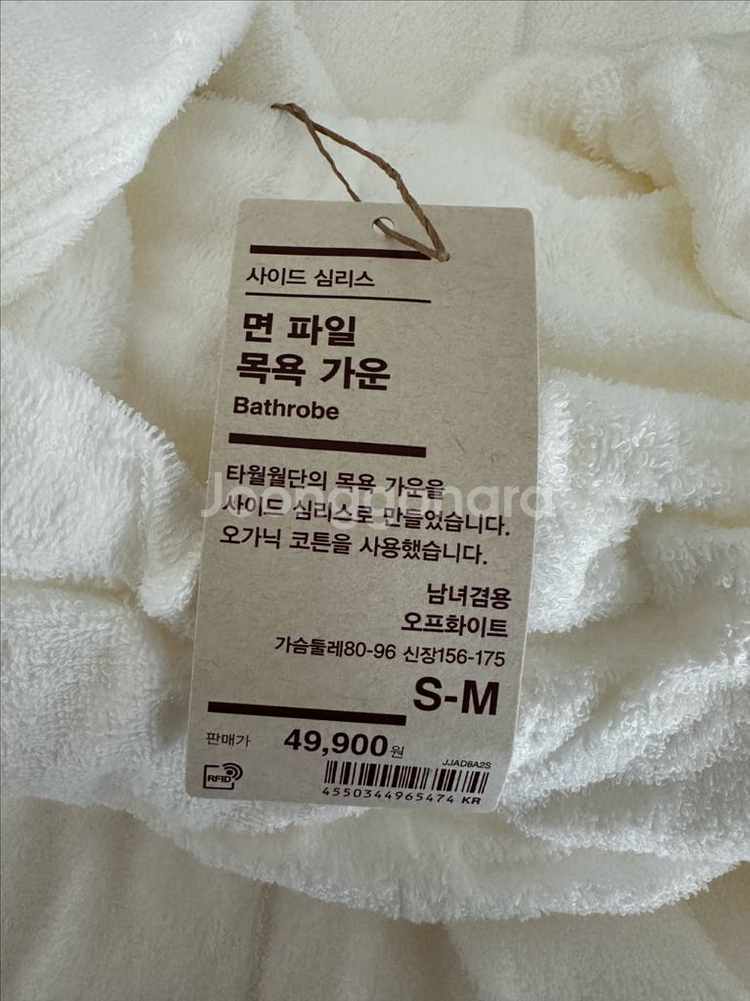 사이드 심리스
면 파일
목욕 가운
Bathrobe
타월월단의 목욕 가운을
사이드 심리스로 만들었습니다.
오가닉 코튼을 사용했습니다.
Joonggonara
남녀겸용
오프화이트
가슴둘레80-96 신장156-175
S-M
판매가 49,900원
JJAD8A2S
RFID
4550344965474 KR